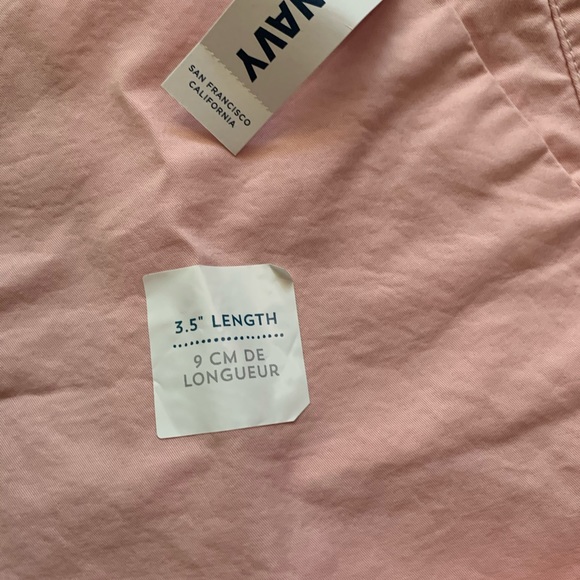 NAVY
SAN FRANCISCO
CALIFORNIA
3.5" LENGTH
9 CM DE
LONGUEUR